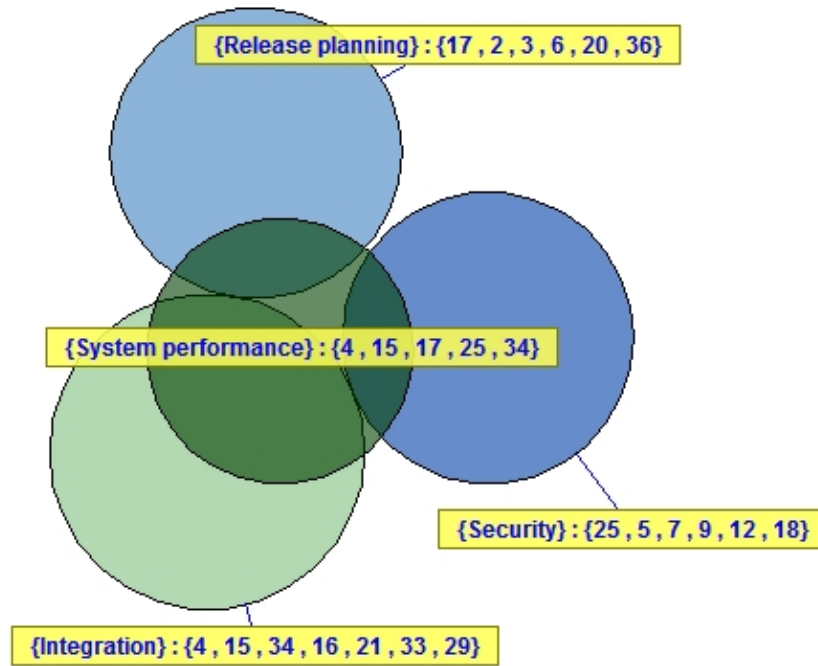 {Release planning} : {17 , 2 , 3 , 6 , 20 , 36}
{System performance} : {4 , 15 , 17 , 25 , 34}
{Security} : {25 , 5 , 7 , 9 , 12 , 18}
{Integration} : {4 , 15 , 34 , 16 , 21 , 33 , 29}